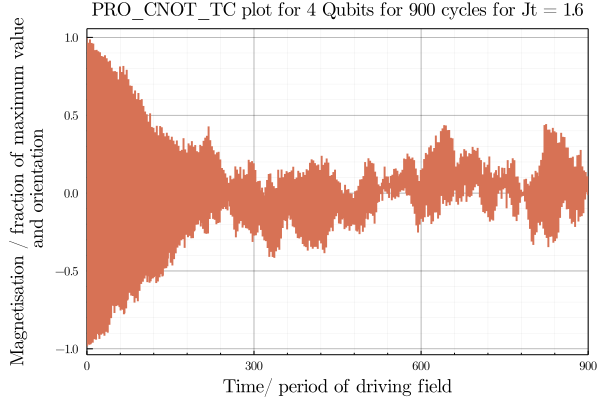 PRO_CNOT_TC plot for 4 Qubits for 900 cycles for Jt = 1.6
Magnetisation / fraction of maximum value
and orientation
1.0
0.5
0.0
−0.5
−1.0
0
300
600
900
Time/ period of driving field